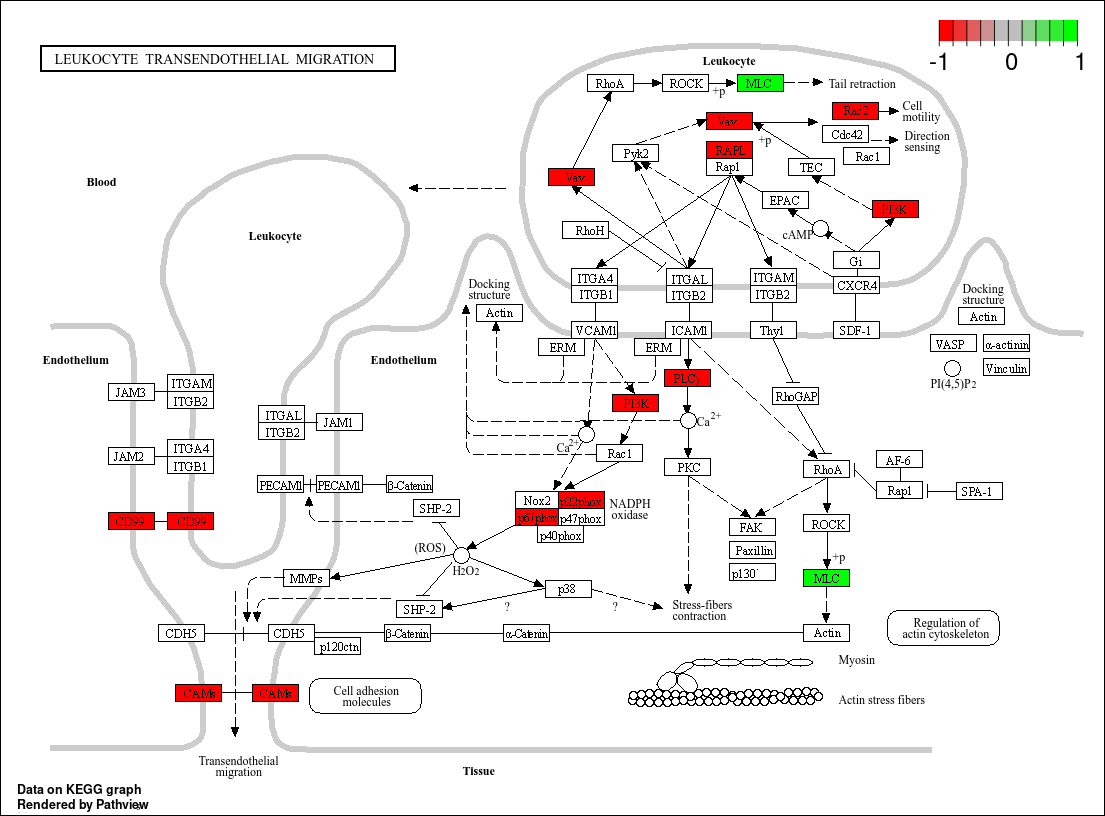 LEUKOCYTE TRANSENDOTHELIAL MIGRATION
-1 0 1
Leukocyte
RhoA
ROCK
+p
MLC
Tail retraction
Vav
Rac2
Cell
motility
+p
Cdc42
Direction
sensing
Rac1
Pyk2
RAPL
Rap1
TEC
Vav
EPAC
PI3K
RhoH
cAMP
Gi
ITGA4
ITGB1
ITGAL
ITGB2
ITGAM
ITGB2
CXCR4
Blood
Leukocyte
Docking
structure
Actin
VCAM1
ICAM1
Thy1
SDF-1
ERM
ERM
Docking
structure
Actin
VASP
α-actinin
PI(4,5)P2
Vinculin
Endothelium
Endothelium
JAM3
ITGAM
ITGB2
ITGAL
ITGB2
JAM1
JAM2
ITGA4
ITGB1
PECAM1
PECAM1
β-Catenin
CD99
CD99
PLCγ
PI3K
RhoGAP
Ca2+
Ca2+
Rac1
PKC
RhoA
AF-6
Rap1
SPA-1
Nox2
p22phox
p67phox
p47phox
p40phox
NADPH
oxidase
SHP-2
(ROS)
H2O2
FAK
Paxillin
p130
ROCK
+p
MLC
MMPs
SHP-2
?
p38
?
Stress-fibers
contraction
CDH5
CDH5
p120ctn
β-Catenin
α-Catenin
Actin
Regulation of
actin cytoskeleton
CAMs
CAMs
Cell adhesion
molecules
Myosin
Actin stress fibers
Transendothelial
migration
Tissue
Data on KEGG graph
Rendered by Pathview